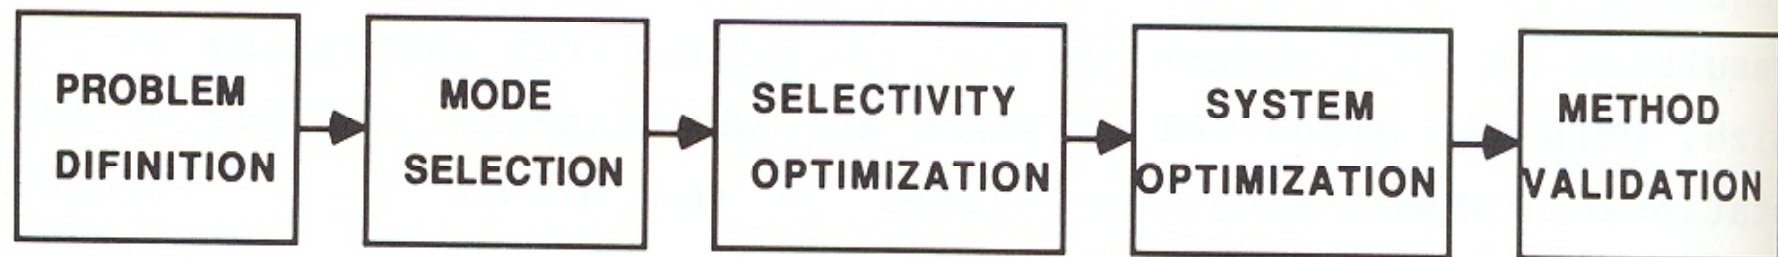 PROBLEM
DIFINITION
MODE
SELECTION
SELECTIVITY
OPTIMIZATION
SYSTEM
OPTIMIZATION
METHOD
VALIDATION